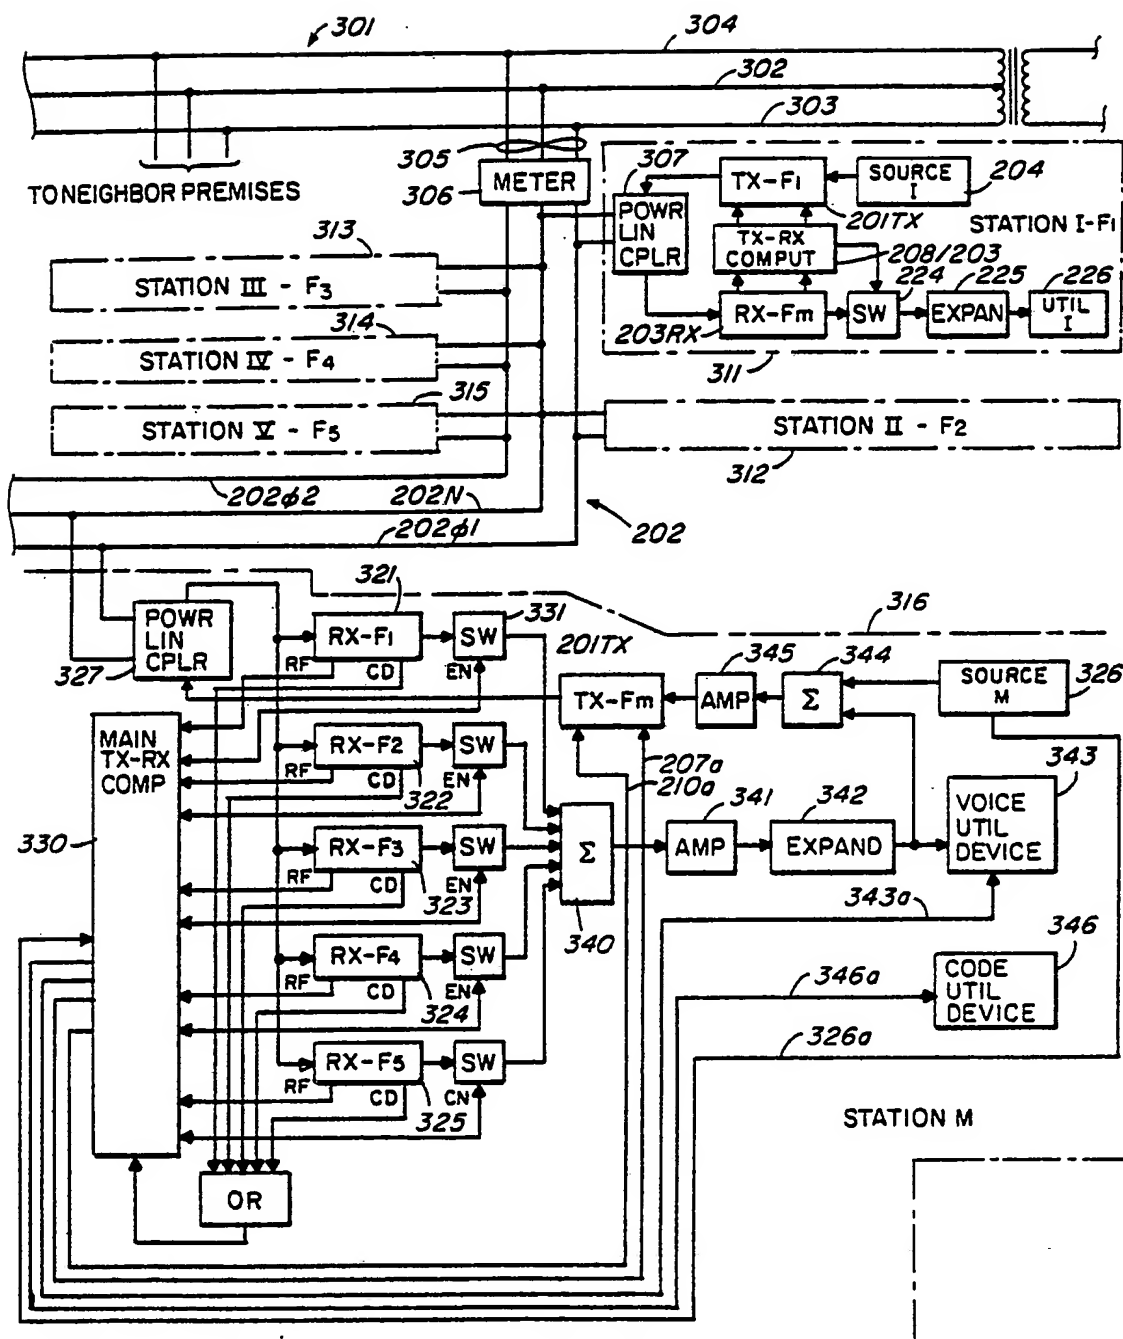 301
304
302
303
305
306
METER
TO NEIGHBOR PREMISES
307
POWR
LIN
CPLR
TX-F1
SOURCE
I
204
201TX
STATION I-F1
TX-RX
COMPUT
208/203
224
225
226
RX-Fm
SW
EXPAN
UTIL
I
203RX
311
313
STATION III - F3
314
STATION IV - F4
315
STATION V - F5
STATION II - F2
312
202ϕ2
202N
202ϕ1
202
316
POWR
LIN
CPLR
327
321
RX-F1
RF
CD
331
SW
EN
201TX
TX-Fm
345
AMP
344
Σ
SOURCE
M
326
MAIN
TX-RX
COMP
330
RX-F2
RF
CD
322
SW
EN
207a
210a
341
AMP
342
EXPAND
343
VOICE
UTIL
DEVICE
RX-F3
RF
CD
323
SW
EN
Σ
340
343a
RX-F4
RF
CD
324
SW
EN
346a
346
CODE
UTIL
DEVICE
326a
RX-F5
RF
CD
325
SW
CN
OR
STATION M